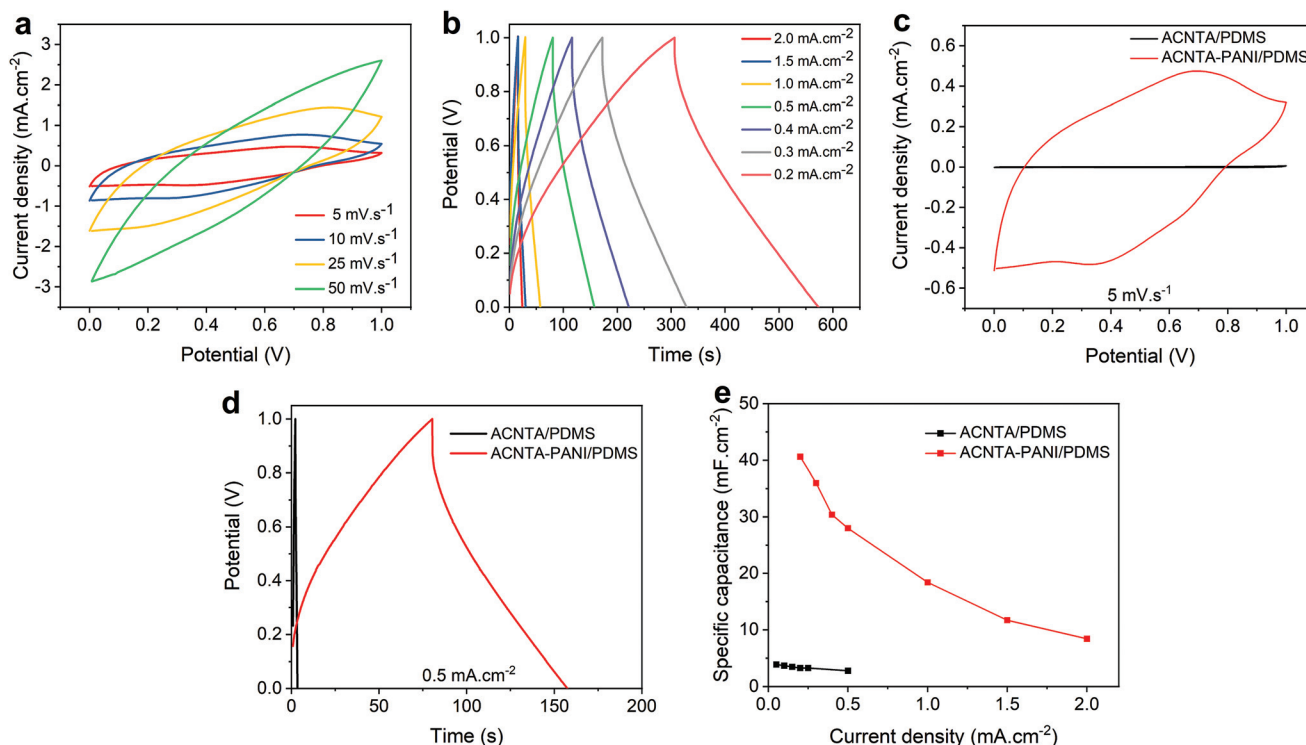 a
Current density (mA.cm⁻²)
3
2
1
0
-1
-2
-3
5 mV.s⁻¹
10 mV.s⁻¹
25 mV.s⁻¹
50 mV.s⁻¹
0.0 0.2 0.4 0.6 0.8 1.0
Potential (V)
b
Potential (V)
1.0
0.8
0.6
0.4
0.2
0.0
2.0 mA.cm⁻²
1.5 mA.cm⁻²
1.0 mA.cm⁻²
0.5 mA.cm⁻²
0.4 mA.cm⁻²
0.3 mA.cm⁻²
0.2 mA.cm⁻²
0 100 200 300 400 500 600
Time (s)
c
Current density (mA.cm⁻²)
0.6
0.4
0.2
0.0
-0.2
-0.4
-0.6
ACNTA/PDMS
ACNTA-PANI/PDMS
5 mV.s⁻¹
0.0 0.2 0.4 0.6 0.8 1.0
Potential (V)
d
Potential (V)
1.0
0.8
0.6
0.4
0.2
0.0
ACNTA/PDMS
ACNTA-PANI/PDMS
0.5 mA.cm⁻²
0 50 100 150 200
Time (s)
e
Specific capacitance (mF.cm⁻²)
50
40
30
20
10
0
ACNTA/PDMS
ACNTA-PANI/PDMS
0.0 0.5 1.0 1.5 2.0
Current density (mA.cm⁻²)